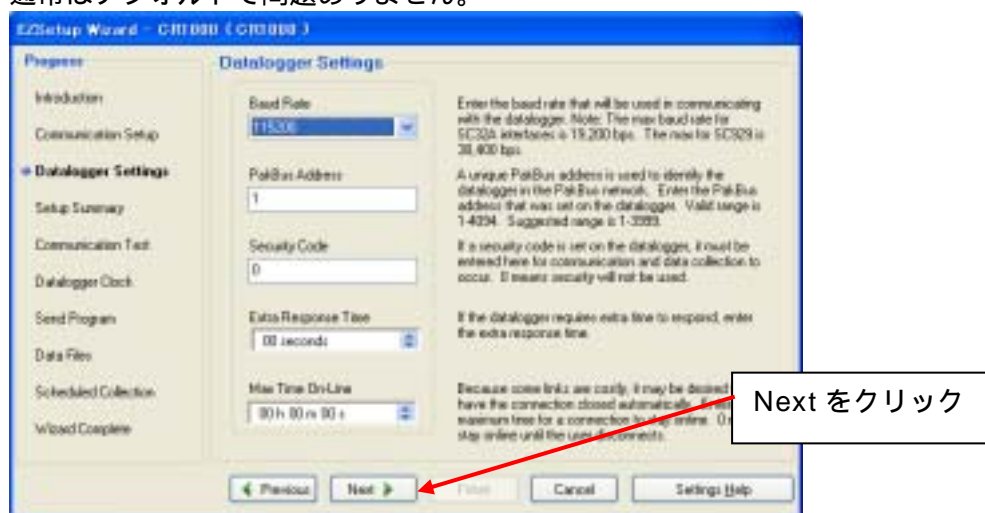 通常はデフォルトで問題ありません。
EZSetup Wizard - CR1000 ( CR1000 )
Progress
Datalogger Settings
Introduction
Communication Setup
Datalogger Settings
Setup Summary
Communication Test
Datalogger Clock
Send Program
Data Files
Scheduled Collection
Wizard Complete
Baud Rate
115200
Enter the baud rate that will be used in communicating
with the datalogger. Note: The max baud rate for
SC32A interfaces is 19,200 bps. The max for SC929 is
38,400 bps.
PakBus Address
1
A unique PakBus address is used to identify the
datalogger in the PakBus network. Enter the PakBus
address that was set on the datalogger. Valid range is
1-4094. Suggested range is 1-3999.
Security Code
0
If a security code is set on the datalogger, it must be
entered here for communication and data collection to
occur. 0 means security will not be used.
Extra Response Time
00 seconds
If the datalogger requires extra time to respond, enter
the extra response time.
Max Time On-Line
00 h 00 m 00 s
Because some links are costly, it may be desired
have the connection closed automatically.
maximum time for a connection to stay online. 0
stay online until the user disconnects.
Next をクリック
Previous
Next
Finish
Cancel
Settings Help